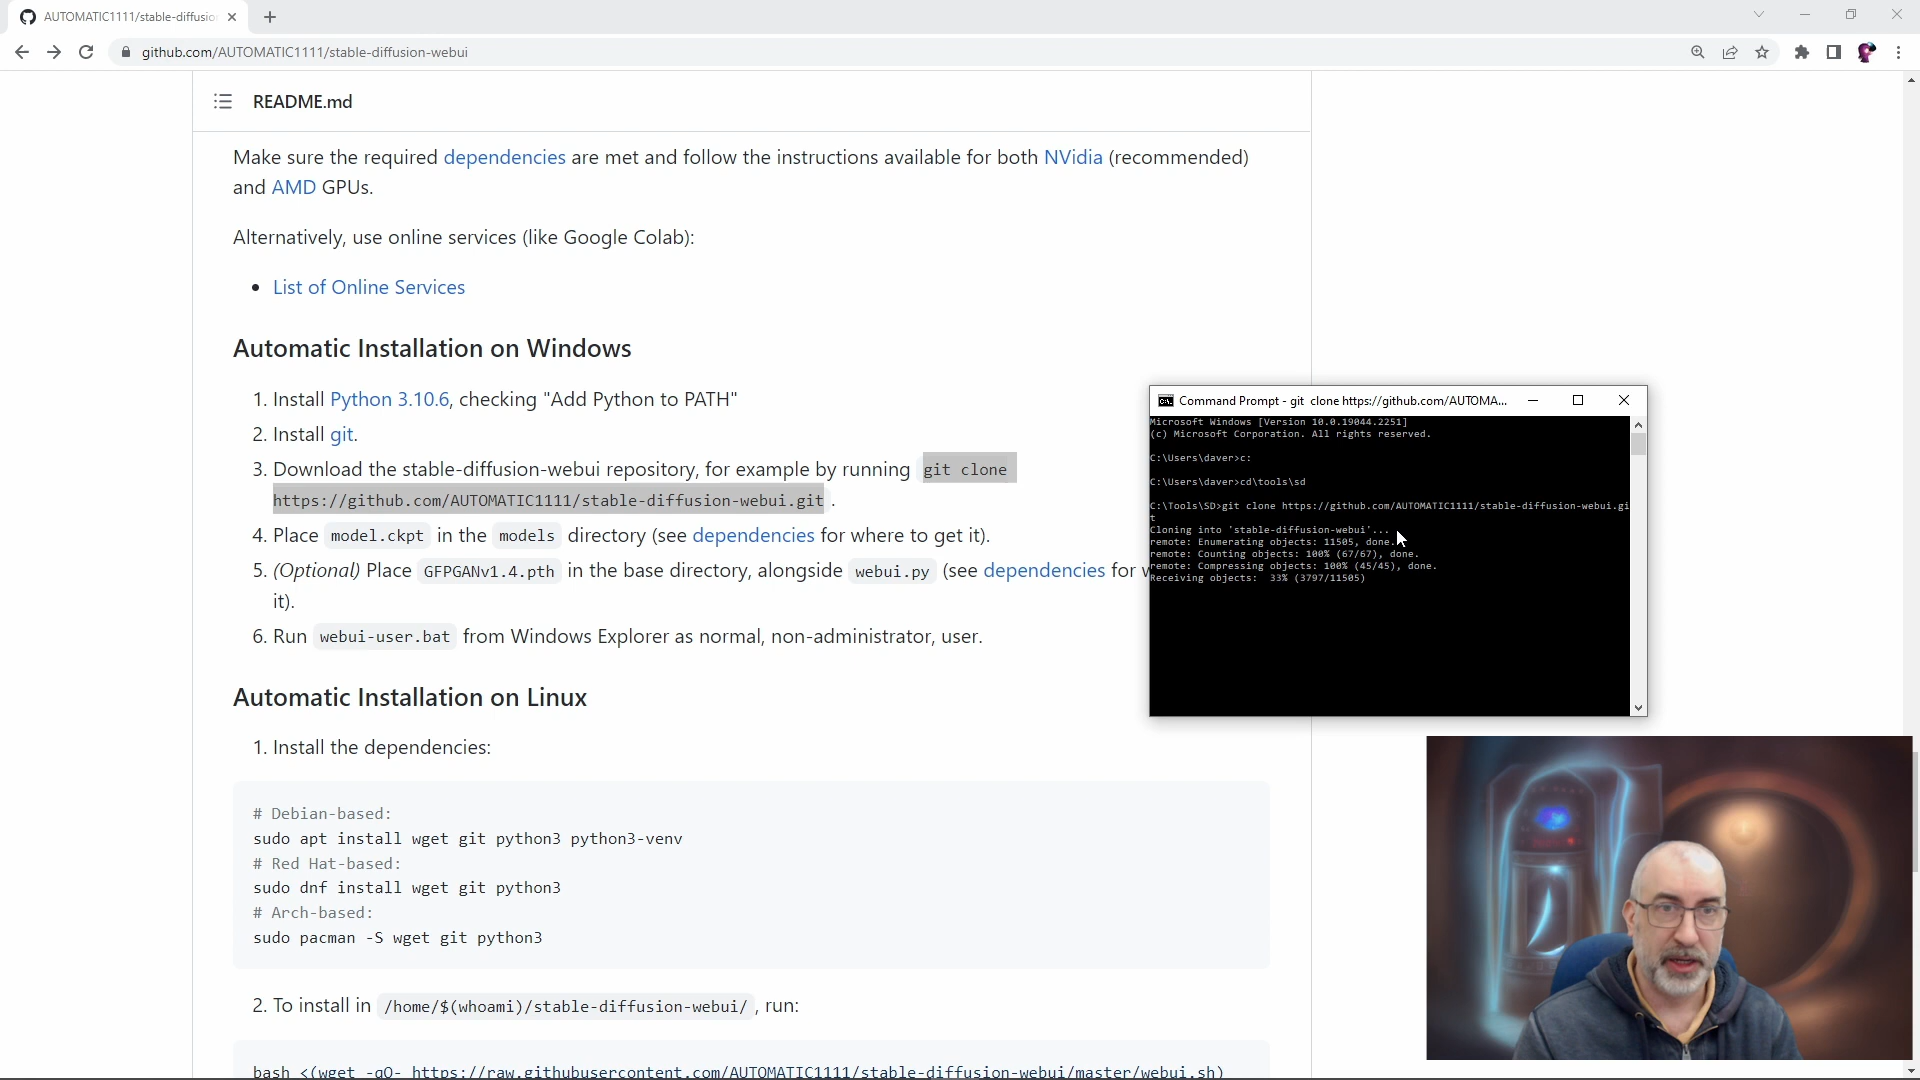 AUTOMATIC1111/stable-diffusion
github.com/AUTOMATIC1111/stable-diffusion-webui
README.md
Make sure the required dependencies are met and follow the instructions available for both NVidia (recommended)
and AMD GPUs.
Alternatively, use online services (like Google Colab):
• List of Online Services
Automatic Installation on Windows
1. Install Python 3.10.6, checking "Add Python to PATH"
2. Install git.
3. Download the stable-diffusion-webui repository, for example by running git clone
https://github.com/AUTOMATIC1111/stable-diffusion-webui.git .
4. Place model.ckpt in the models directory (see dependencies for where to get it).
5. (Optional) Place GFPGANv1.4.pth in the base directory, alongside webui.py (see dependencies for
it).
6. Run webui-user.bat from Windows Explorer as normal, non-administrator, user.
Automatic Installation on Linux
1. Install the dependencies:
# Debian-based:
sudo apt install wget git python3 python3-venv
# Red Hat-based:
sudo dnf install wget git python3
# Arch-based:
sudo pacman -S wget git python3
2. To install in /home/$(whoami)/stable-diffusion-webui/ , run:
bash <(wget -qO- https://raw.githubusercontent.com/AUTOMATIC1111/stable-diffusion-webui/master/webui.sh)
Command Prompt - git clone https://github.com/AUTOMA...
Microsoft Windows [Version 10.0.19044.2251]
(c) Microsoft Corporation. All rights reserved.
C:\Users\daver>c:
C:\Users\daver>cd\tools\sd
C:\Tools\SD>git clone https://github.com/AUTOMATIC1111/stable-diffusion-webui.gi
t
Cloning into 'stable-diffusion-webui'...
remote: Enumerating objects: 11505, done.
remote: Counting objects: 100% (67/67), done.
remote: Compressing objects: 100% (45/45), done.
Receiving objects: 33% (3797/11505)